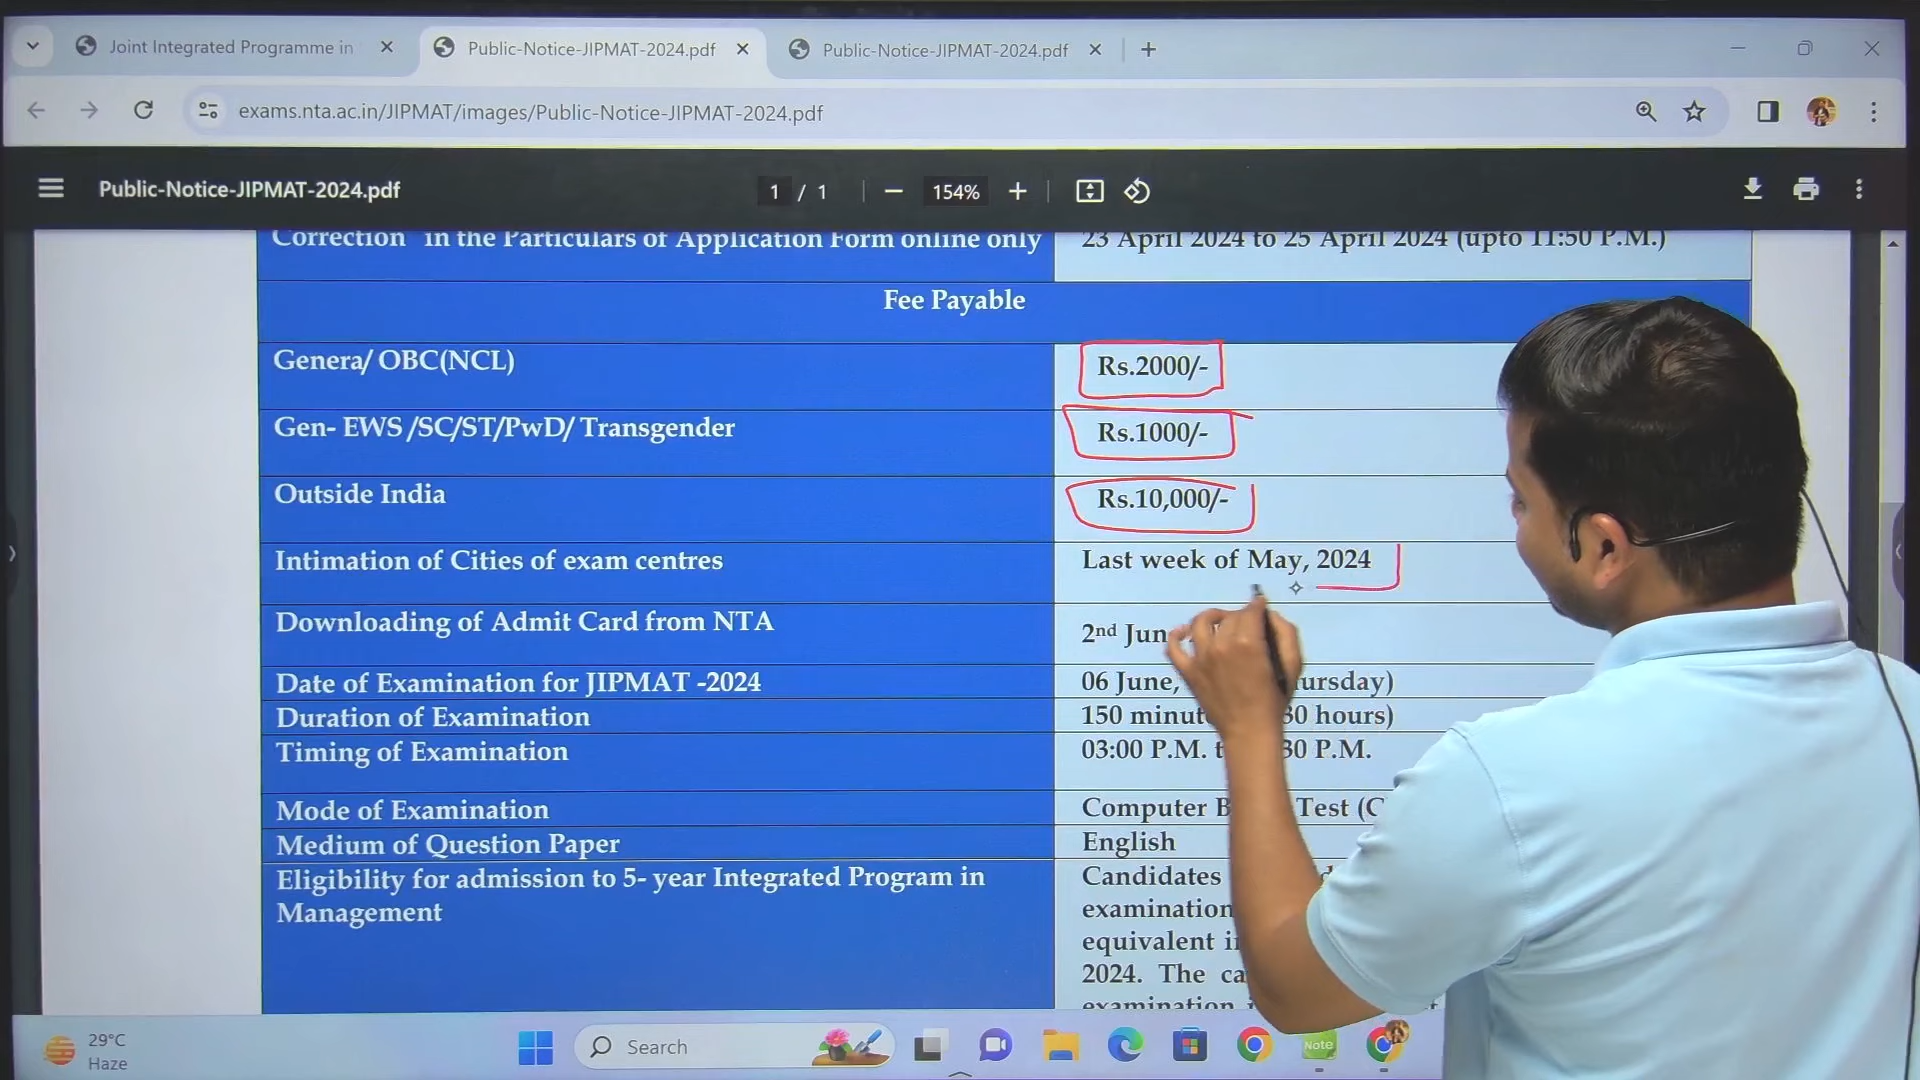 Joint Integrated Programme in
Public-Notice-JIPMAT-2024.pdf
Public-Notice-JIPMAT-2024.pdf
exams.nta.ac.in/JIPMAT/images/Public-Notice-JIPMAT-2024.pdf
Public-Notice-JIPMAT-2024.pdf
1 / 1
154%
Correction in the Particulars of Application Form online only
23 April 2024 to 25 April 2024 (upto 11:50 P.M.)
Fee Payable
Genera/ OBC(NCL)
Rs.2000/-
Gen- EWS /SC/ST/PwD/ Transgender
Rs.1000/-
Outside India
Rs.10,000/-
Intimation of Cities of exam centres
Last week of May, 2024
Downloading of Admit Card from NTA
2nd Jun
Date of Examination for JIPMAT -2024
06 June, ursday)
Duration of Examination
150 minut 30 hours)
Timing of Examination
03:00 P.M. t 30 P.M.
Mode of Examination
Computer B Test (C
Medium of Question Paper
English
Eligibility for admission to 5- year Integrated Program in
Management
Candidates
examination
equivalent in
2024. The ca
examination
29°C
Haze
Search
Note